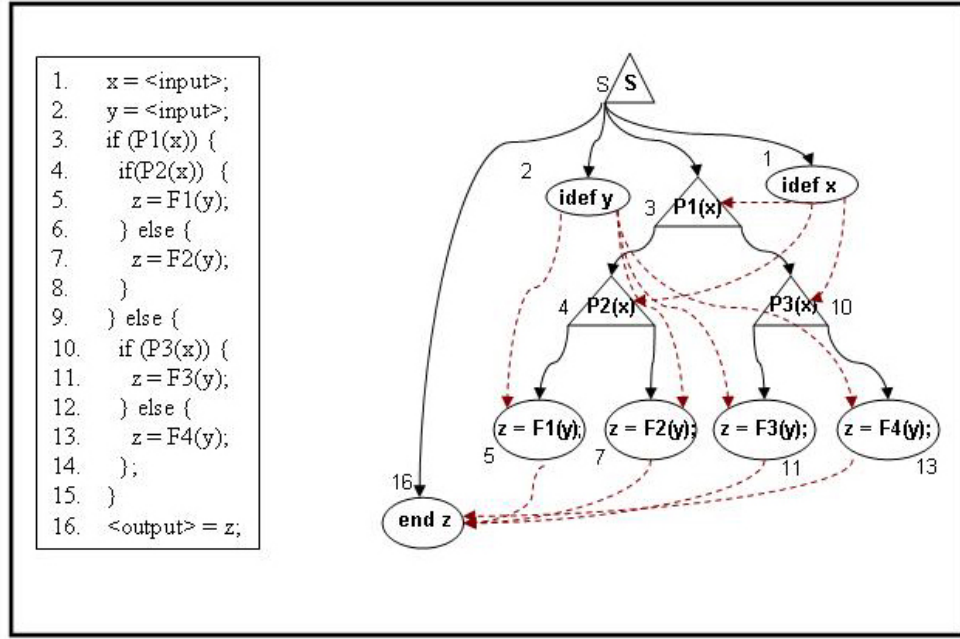 1. x = <input>;
2. y = <input>;
3. if (P1(x)) {
4. if(P2(x)) {
5. z = F1(y);
6. } else {
7. z = F2(y);
8. }
9. } else {
10. if (P3(x)) {
11. z = F3(y);
12. } else {
13. z = F4(y);
14. };
15. }
16. <output> = z;
S S
2 1
idef y idef x
3 P1(x)
4 P2(x) P3(x) 10
z = F1(y); z = F2(y); z = F3(y); z = F4(y);
5 7 11 13
16
end z